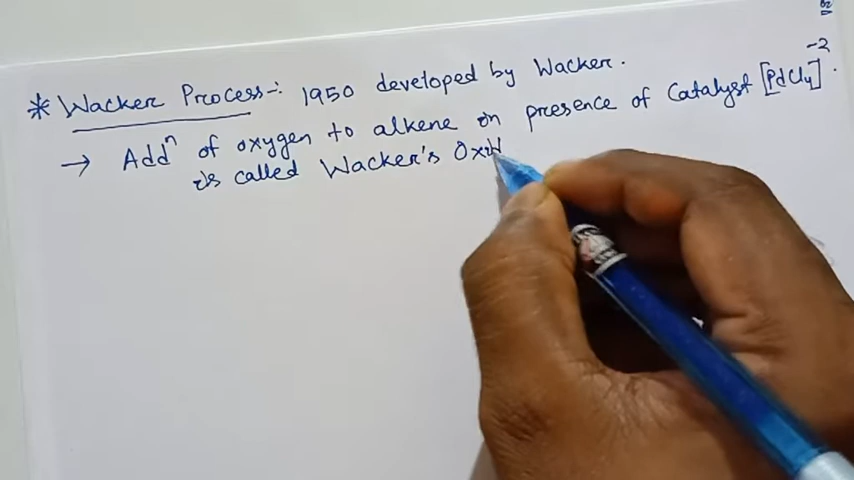 * Wacker Process-: 1950 developed by Wacker.
→ Addⁿ of oxygen to alkene in presence of Catalyst [PdCl₄]⁻².
is called Wacker's Oxi